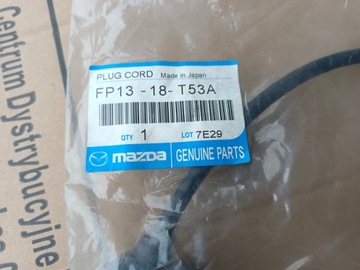 PLUG CORD Made in Japan
FP13 -18- T53A
QTY. 1 LOT 7E29
mazda GENUINE PARTS
Centrum Dystrybucyjne